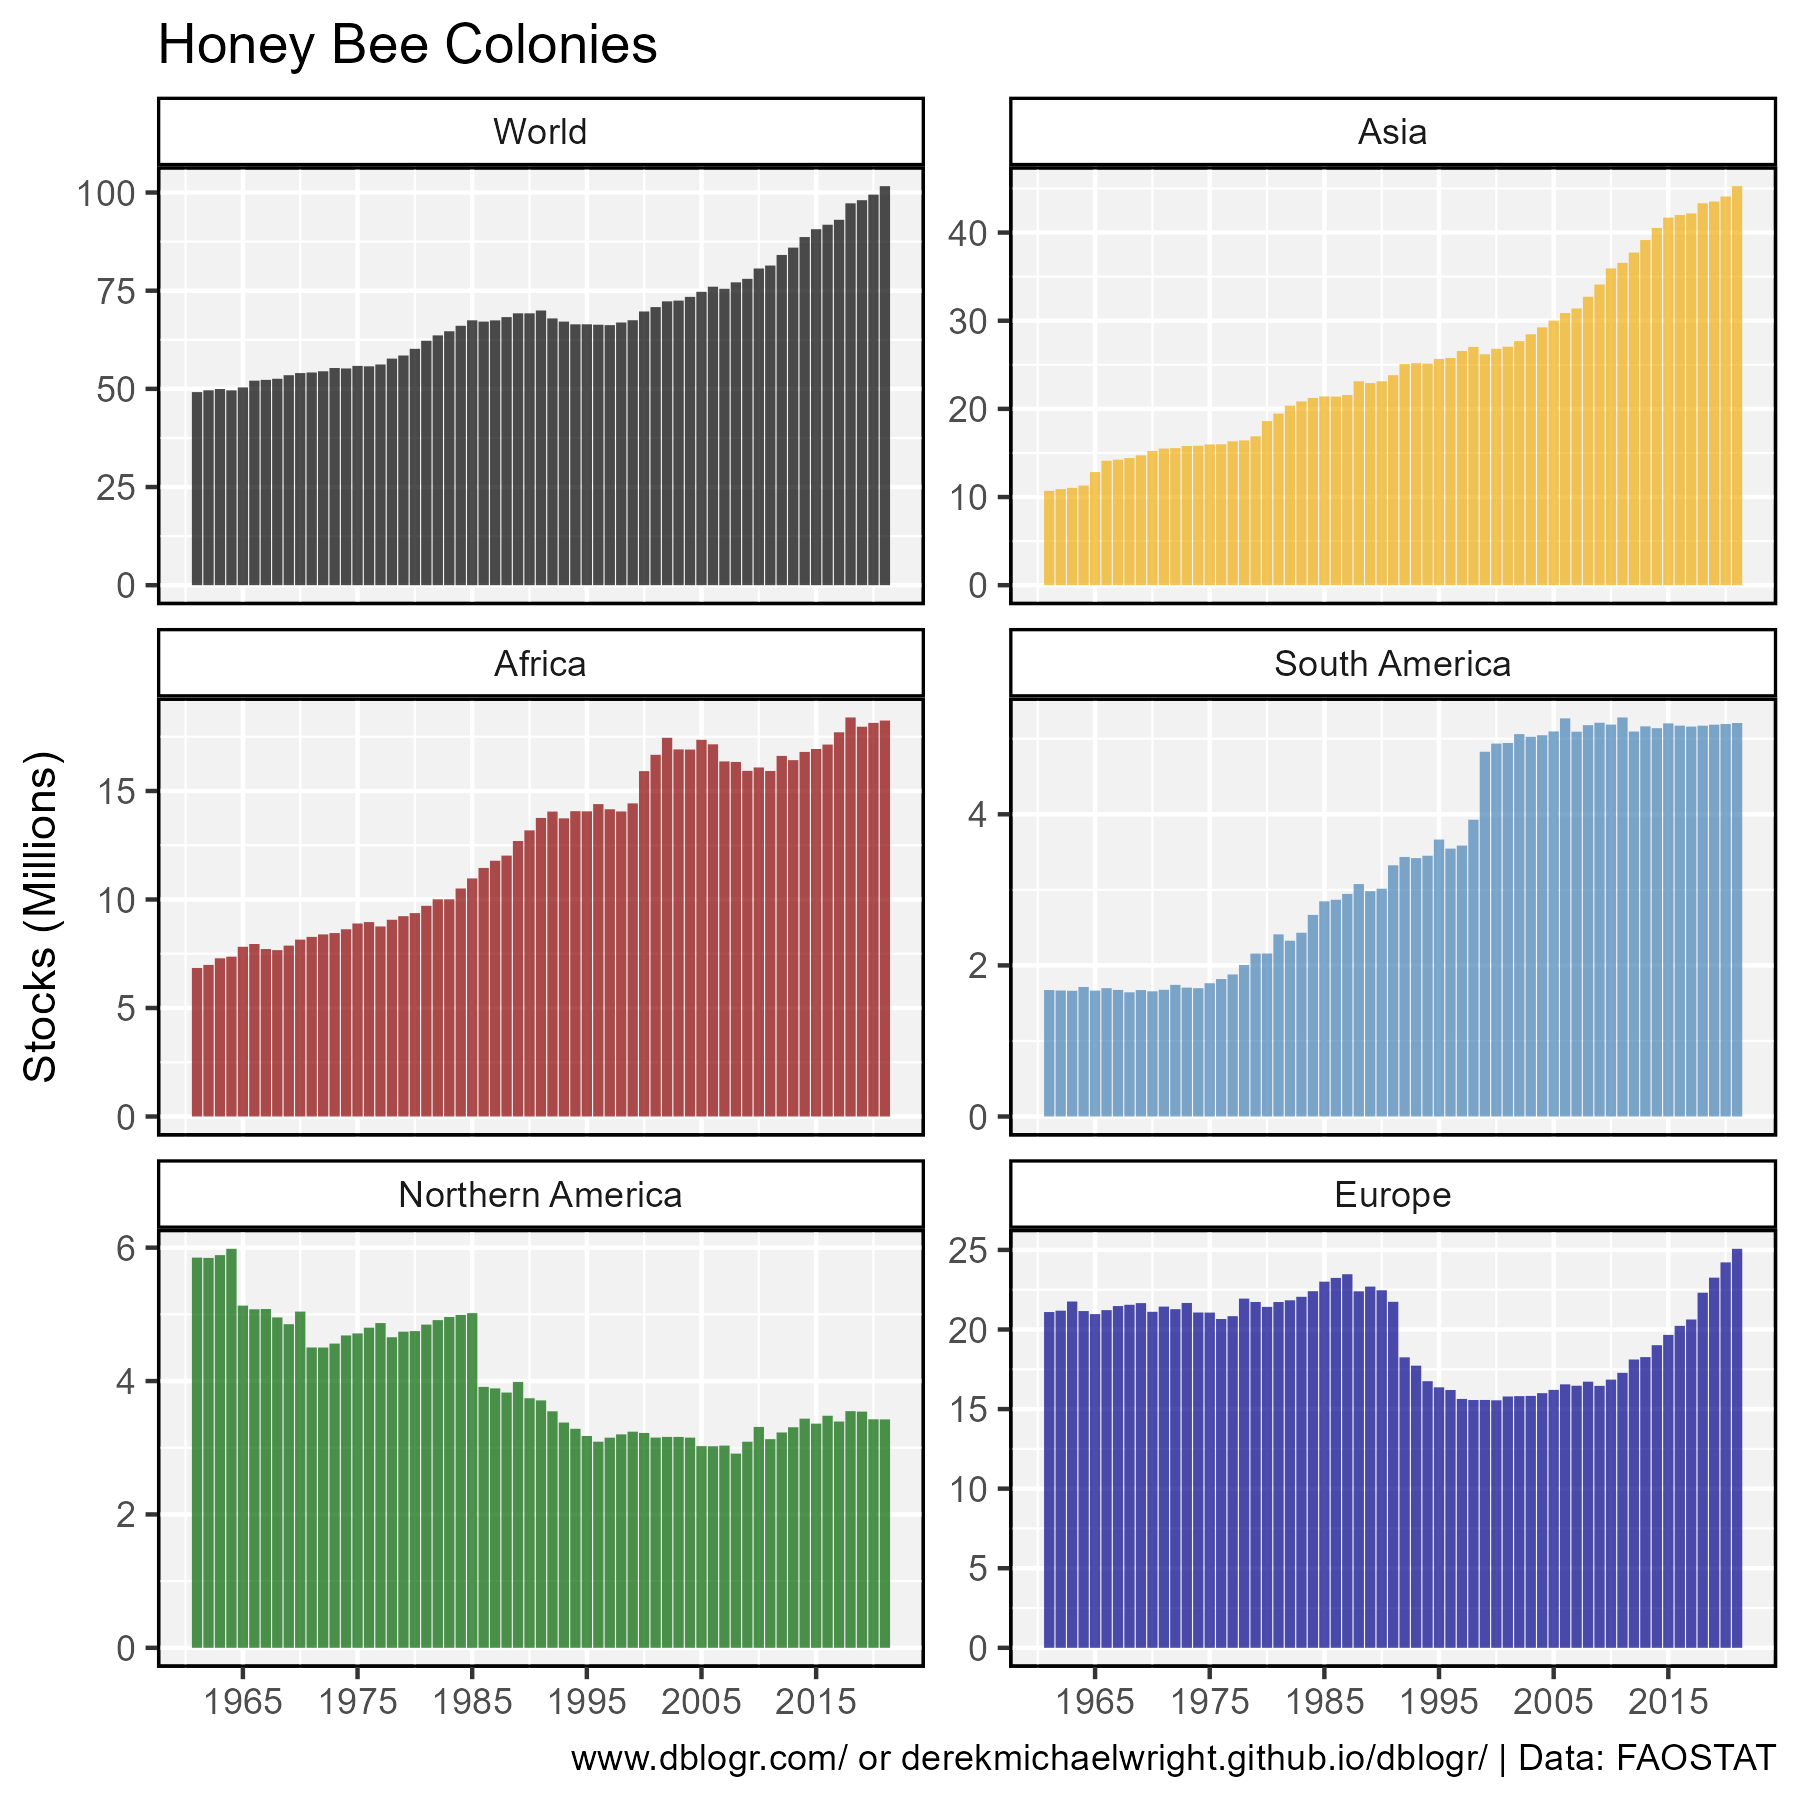 Honey Bee Colonies
World
Asia
100
75
50
25
0
40
30
20
10
0
Africa
South America
15
10
5
0
4
2
0
Northern America
Europe
6
4
2
0
25
20
15
10
5
0
Stocks (Millions)
1965 1975 1985 1995 2005 2015
1965 1975 1985 1995 2005 2015
www.dblogr.com/ or derekmichaelwright.github.io/dblogr/ | Data: FAOSTAT